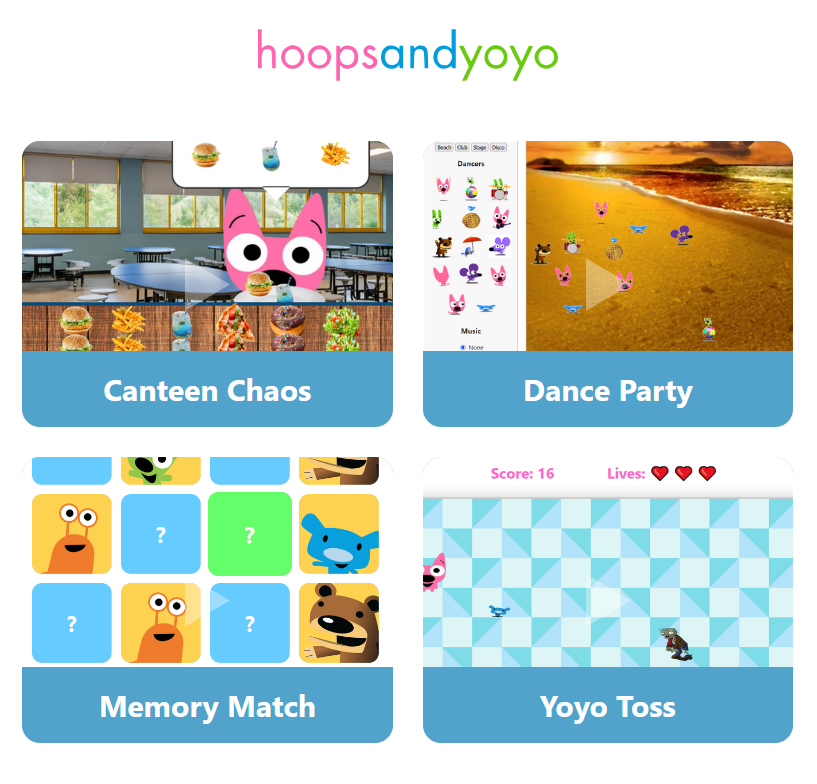 hoopsandyoyo
Canteen Chaos
Beach Club Stage Disco
Dancers
Music
None
Dance Party
?
?
?
?
Memory Match
Score: 16 Lives:
Yoyo Toss